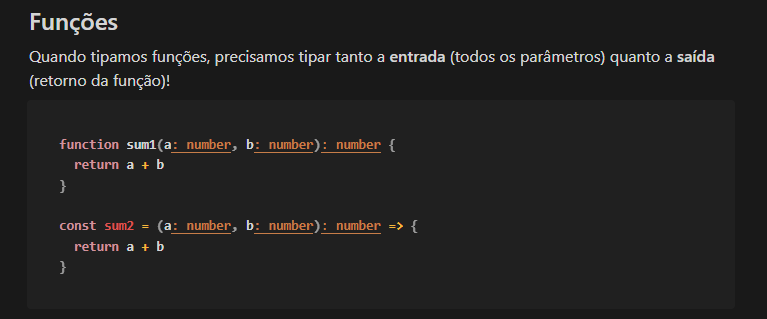 Funções
Quando tipamos funções, precisamos tipar tanto a entrada (todos os parâmetros) quanto a saída
(retorno da função)!
function sum1(a: number, b: number): number {
  return a + b
}
const sum2 = (a: number, b: number): number => {
  return a + b
}